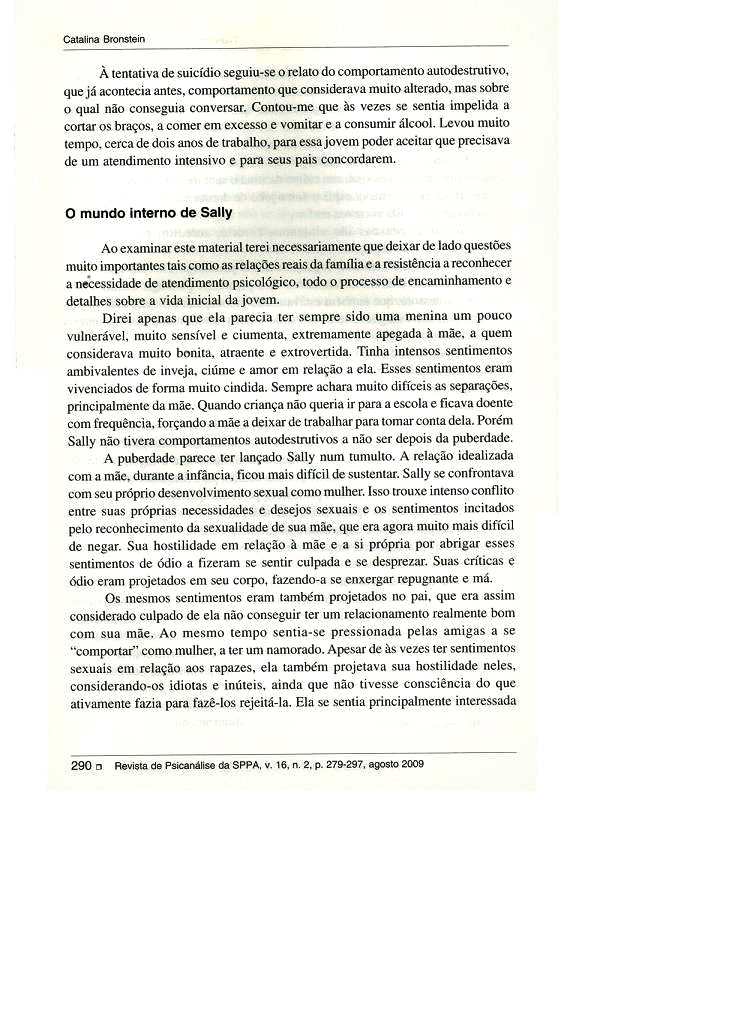 Catalina Bronstein
À tentativa de suicídio seguiu-se o relato do comportamento autodestrutivo,
que já acontecia antes, comportamento que considerava muito alterado, mas sobre
o qual não conseguia conversar. Contou-me que às vezes se sentia impelida a
cortar os braços, a comer em excesso e vomitar e a consumir álcool. Levou muito
tempo, cerca de dois anos de trabalho, para essa jovem poder aceitar que precisava
de um atendimento intensivo e para seus pais concordarem.
O mundo interno de Sally
Ao examinar este material terei necessariamente que deixar de lado questões
muito importantes tais como as relações reais da família e a resistência a reconhecer
a necessidade de atendimento psicológico, todo o processo de encaminhamento e
detalhes sobre a vida inicial da jovem.
Direi apenas que ela parecia ter sempre sido uma menina um pouco
vulnerável, muito sensível e ciumenta, extremamente apegada à mãe, a quem
considerava muito bonita, atraente e extrovertida. Tinha intensos sentimentos
ambivalentes de inveja, ciúme e amor em relação a ela. Esses sentimentos eram
vivenciados de forma muito cindida. Sempre achara muito difíceis as separações,
principalmente da mãe. Quando criança não queria ir para a escola e ficava doente
com frequência, forçando a mãe a deixar de trabalhar para tomar conta dela. Porém
Sally não tivera comportamentos autodestrutivos a não ser depois da puberdade.
A puberdade parece ter lançado Sally num tumulto. A relação idealizada
com a mãe, durante a infância, ficou mais difícil de sustentar. Sally se confrontava
com seu próprio desenvolvimento sexual como mulher. Isso trouxe intenso conflito
entre suas próprias necessidades e desejos sexuais e os sentimentos incitados
pelo reconhecimento da sexualidade de sua mãe, que era agora muito mais difícil
de negar. Sua hostilidade em relação à mãe e a si própria por abrigar esses
sentimentos de ódio a fizeram se sentir culpada e se desprezar. Suas críticas e
ódio eram projetados em seu corpo, fazendo-a se enxergar repugnante e má.
Os mesmos sentimentos eram também projetados no pai, que era assim
considerado culpado de ela não conseguir ter um relacionamento realmente bom
com sua mãe. Ao mesmo tempo sentia-se pressionada pelas amigas a se
“comportar” como mulher, a ter um namorado. Apesar de às vezes ter sentimentos
sexuais em relação aos rapazes, ela também projetava sua hostilidade neles,
considerando-os idiotas e inúteis, ainda que não tivesse consciência do que
ativamente fazia para fazê-los rejeitá-la. Ela se sentia principalmente interessada
290 □ Revista de Psicanálise da SPPA, v. 16, n. 2, p. 279-297, agosto 2009